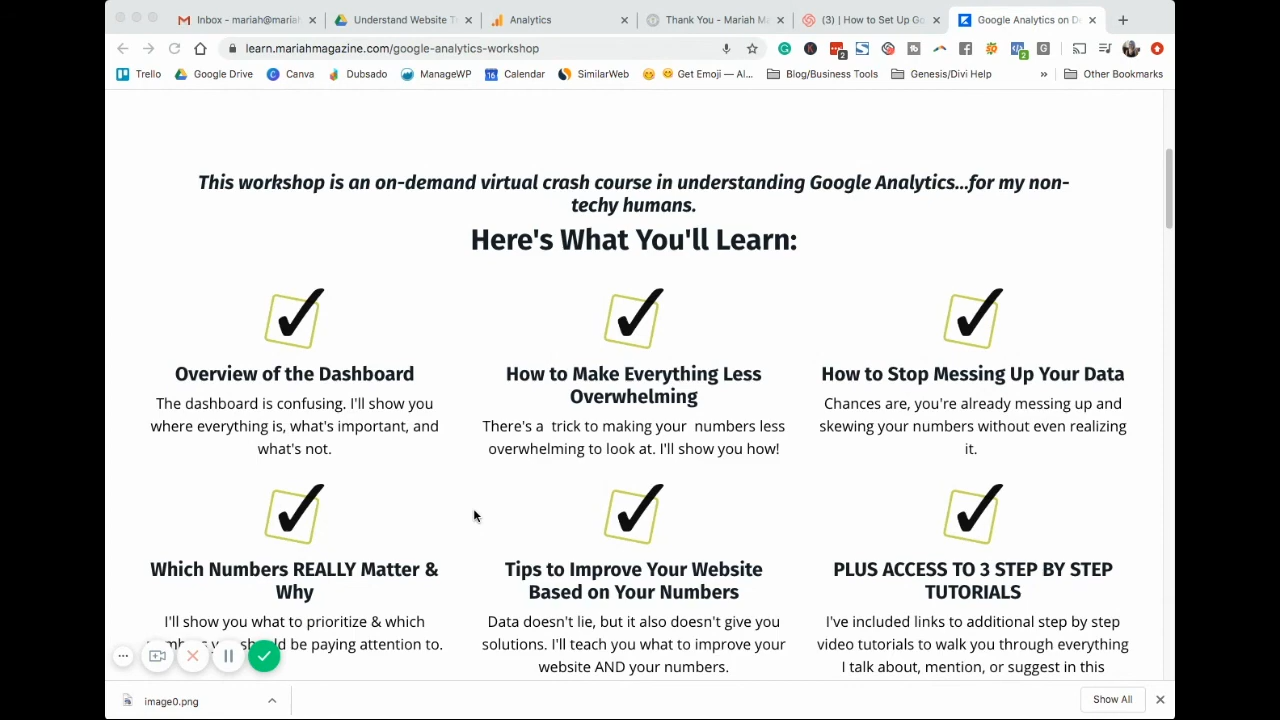 Inbox - mariah@mariah
Understand Website T
Analytics
Thank You - Mariah Ma
(3) | How to Set Up Go
Google Analytics on De
learn.mariahmagazine.com/google-analytics-workshop
2
2
Trello
Google Drive
Canva
Dubsado
ManageWP
16
Calendar
SimilarWeb
Get Emoji — Al...
Blog/Business Tools
Genesis/Divi Help
»
Other Bookmarks
This workshop is an on-demand virtual crash course in understanding Google Analytics...for my non-
techy humans.
Here's What You'll Learn:
Overview of the Dashboard
The dashboard is confusing. I'll show you
where everything is, what's important, and
what's not.
How to Make Everything Less
Overwhelming
There's a trick to making your numbers less
overwhelming to look at. I'll show you how!
How to Stop Messing Up Your Data
Chances are, you're already messing up and
skewing your numbers without even realizing
it.
Which Numbers REALLY Matter &
Why
I'll show you what to prioritize & which
be paying attention to.
Tips to Improve Your Website
Based on Your Numbers
Data doesn't lie, but it also doesn't give you
solutions. I'll teach you what to improve your
website AND your numbers.
PLUS ACCESS TO 3 STEP BY STEP
TUTORIALS
I've included links to additional step by step
video tutorials to walk you through everything
I talk about, mention, or suggest in this
image0.png
Show All